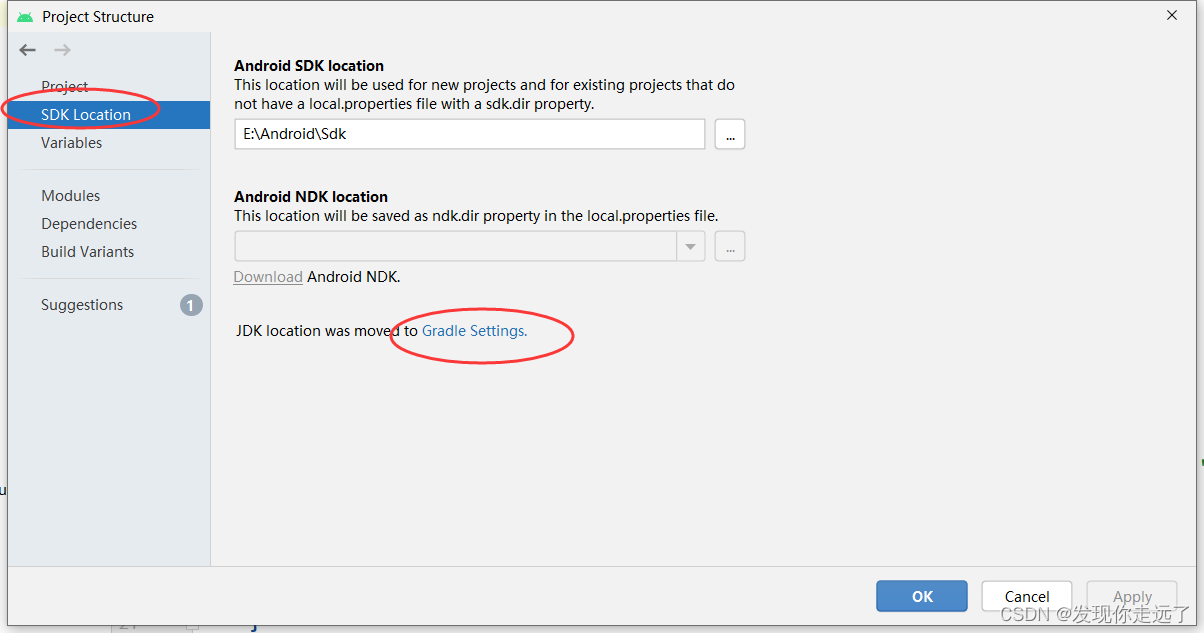 Project Structure
Project
SDK Location
Variables
Modules
Dependencies
Build Variants
Suggestions
1
Android SDK location
This location will be used for new projects and for existing projects that do
not have a local.properties file with a sdk.dir property.
E:\Android\Sdk
...
Android NDK location
This location will be saved as ndk.dir property in the local.properties file.
...
Download Android NDK.
JDK location was moved to Gradle Settings.
OK
Cancel
Apply
CSDN @发现你走远了